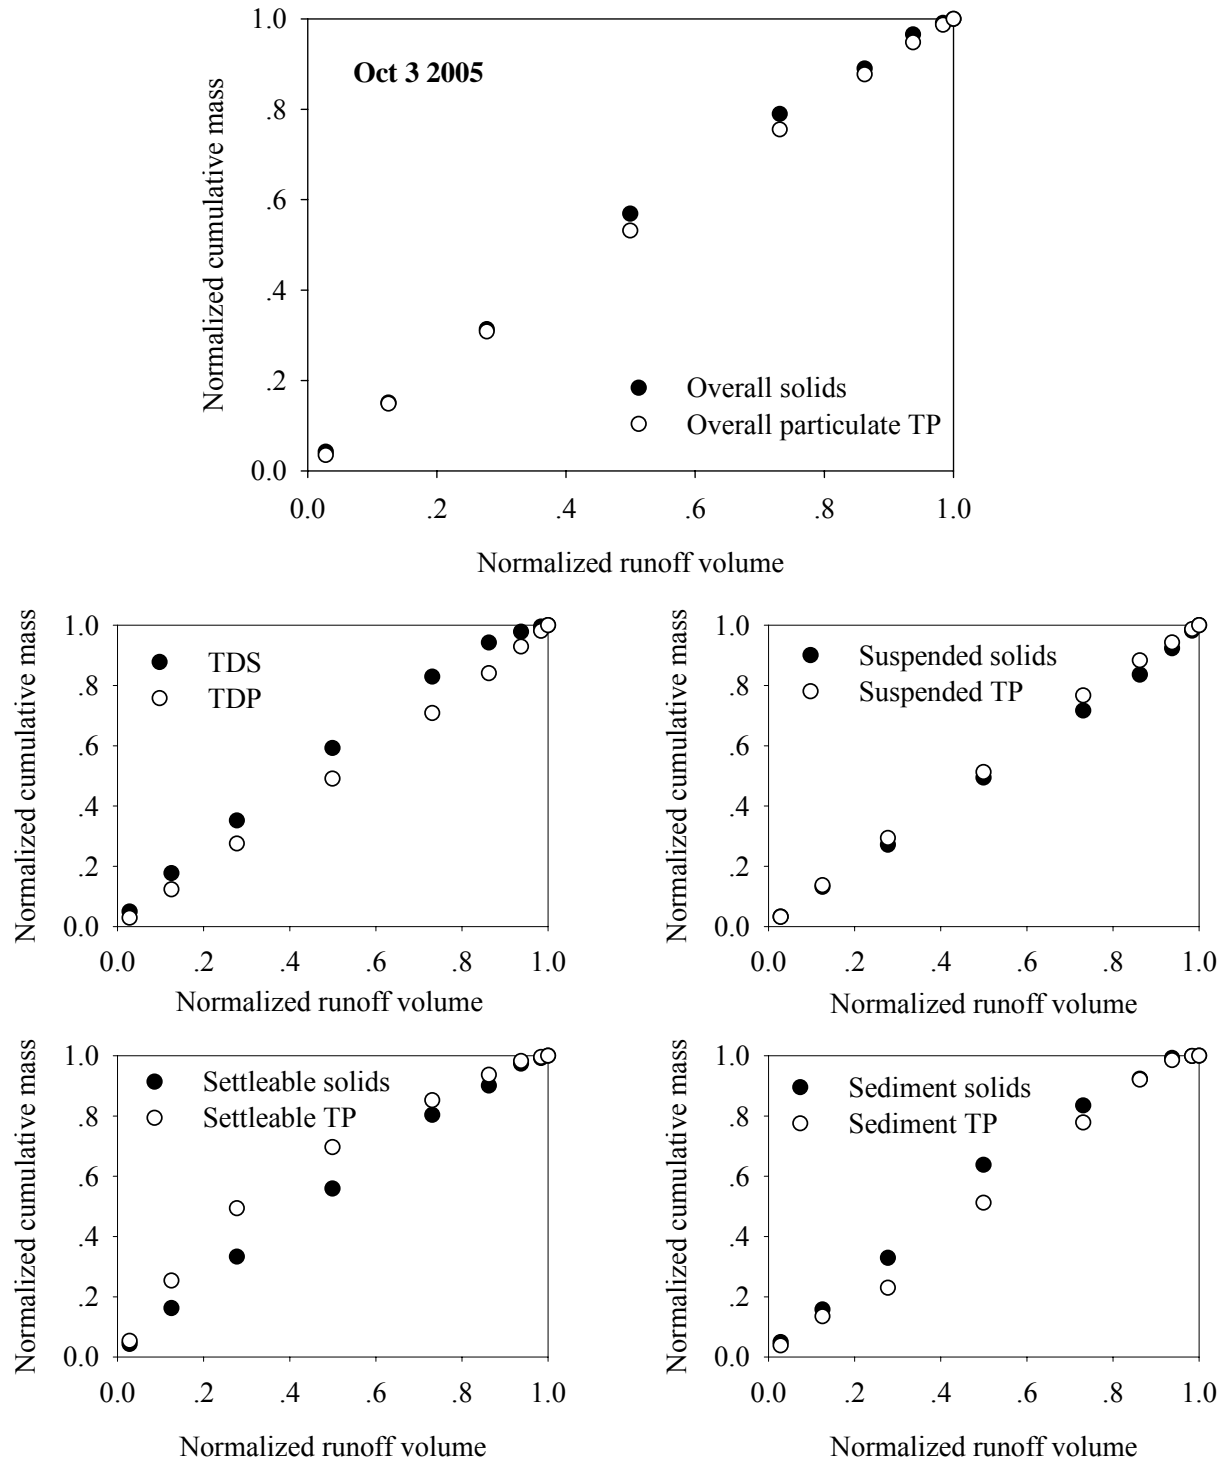 Normalized cumulative mass
1.0
.8
.6
.4
.2
0.0
Oct 3 2005
Overall solids
Overall particulate TP
0.0 .2 .4 .6 .8 1.0
Normalized runoff volume
Normalized cumulative mass
1.0
.8
.6
.4
.2
0.0
TDS
TDP
0.0 .2 .4 .6 .8 1.0
Normalized runoff volume
Normalized cumulative mass
1.0
.8
.6
.4
.2
0.0
Suspended solids
Suspended TP
0.0 .2 .4 .6 .8 1.0
Normalized runoff volume
Normalized cumulative mass
1.0
.8
.6
.4
.2
0.0
Settleable solids
Settleable TP
0.0 .2 .4 .6 .8 1.0
Normalized runoff volume
Normalized cumulative mass
1.0
.8
.6
.4
.2
0.0
Sediment solids
Sediment TP
0.0 .2 .4 .6 .8 1.0
Normalized runoff volume